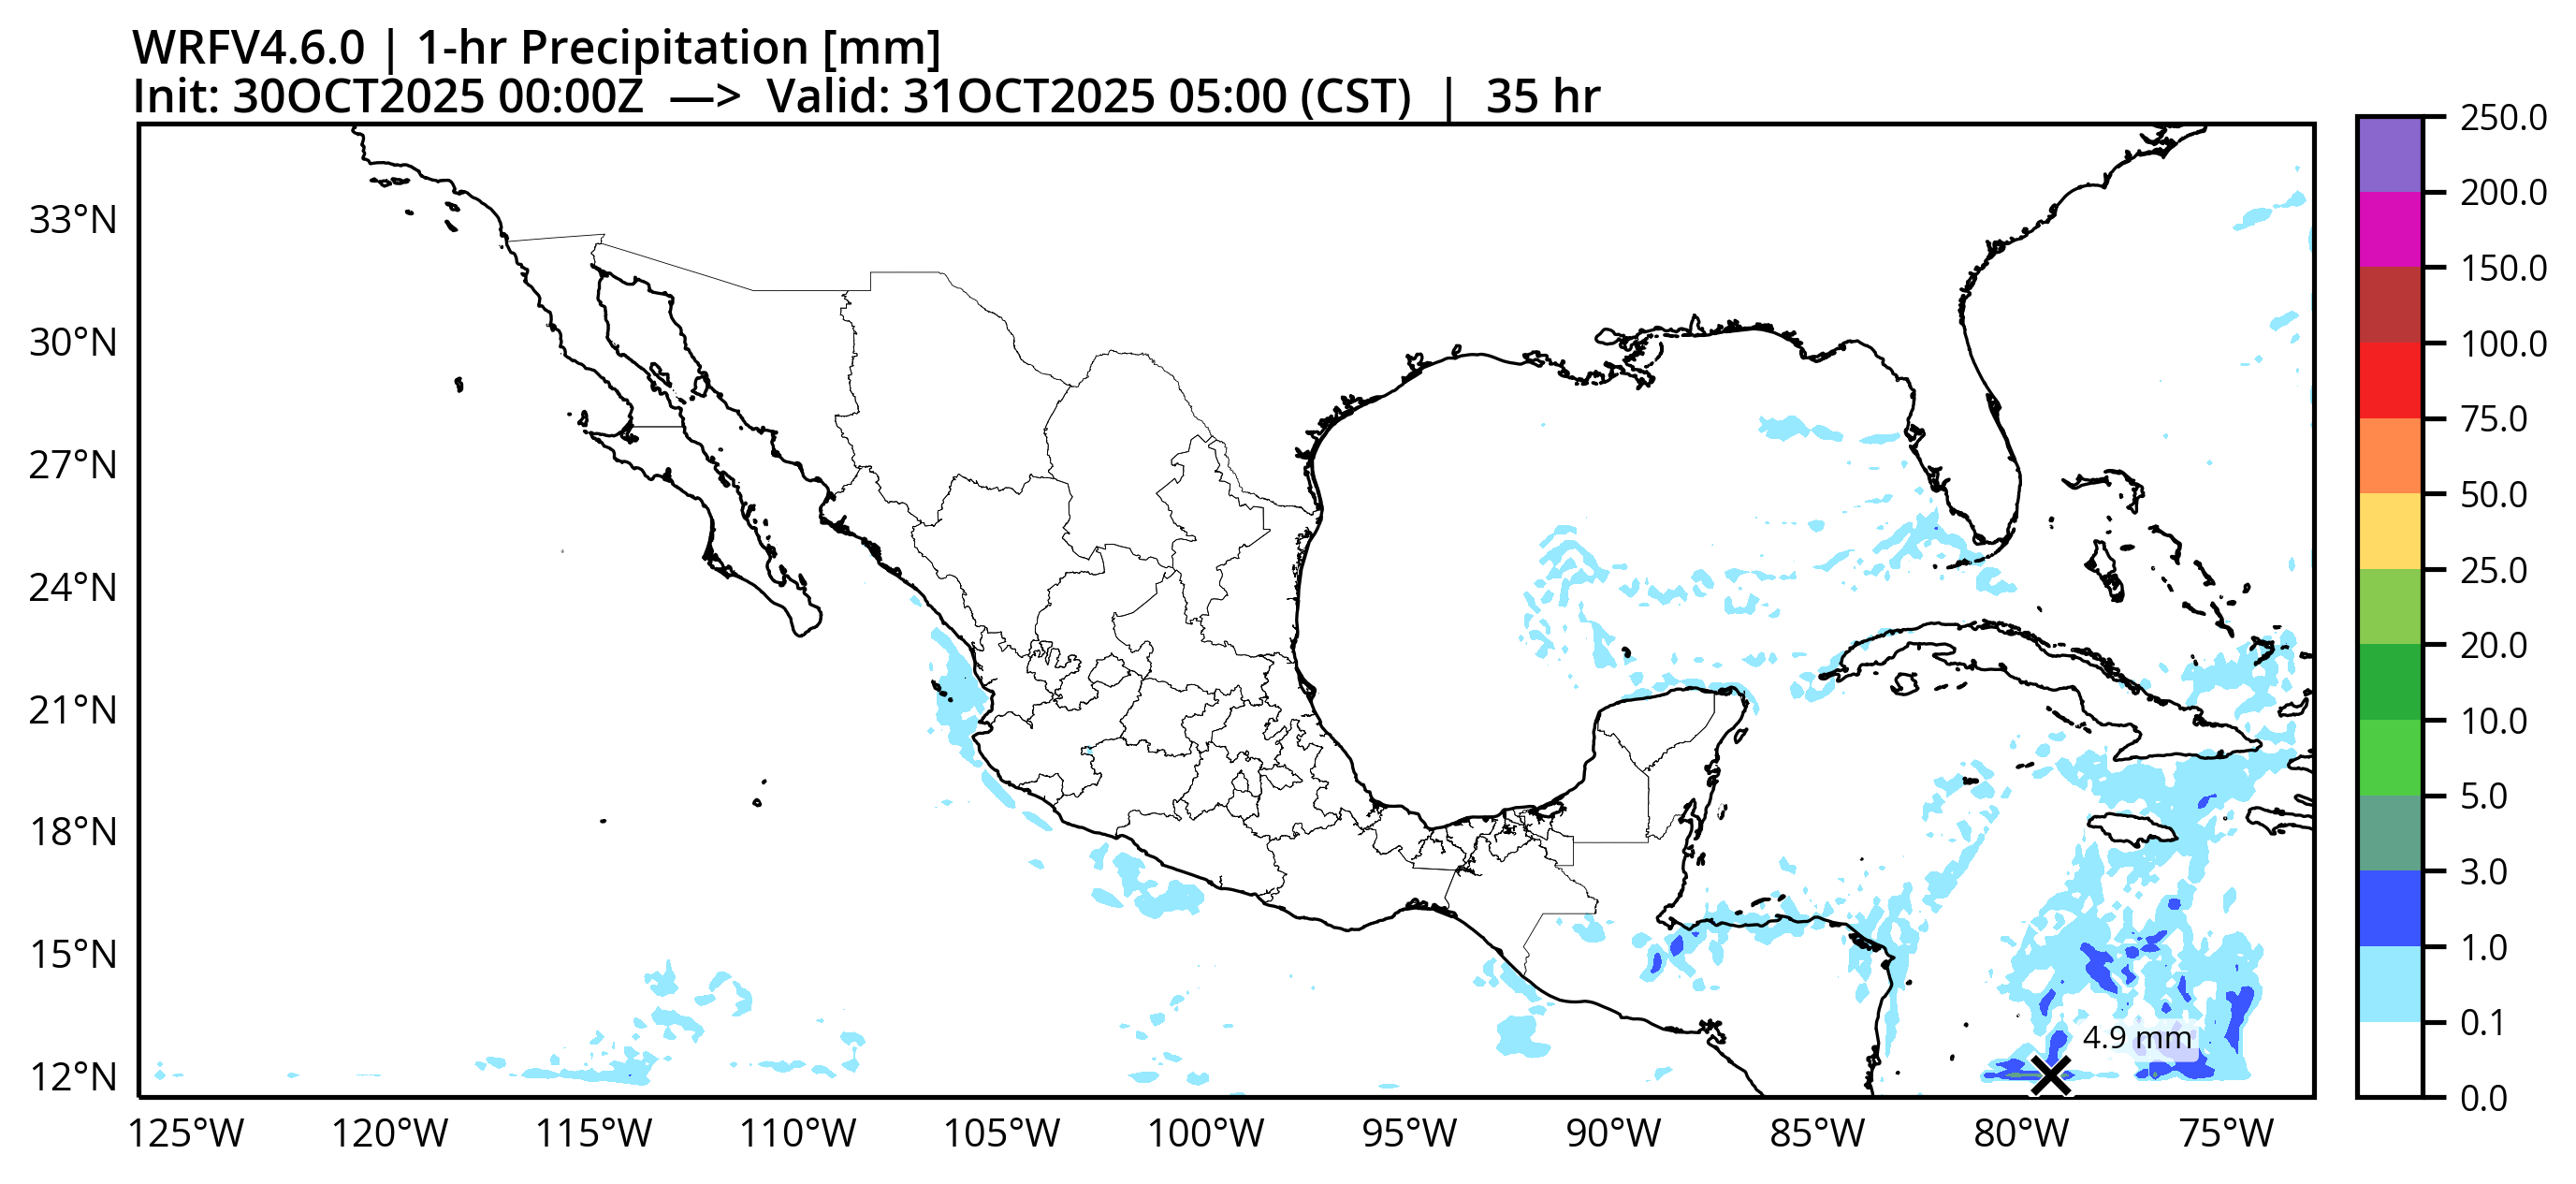 WRFV4.6.0 | 1-hr Precipitation [mm]
Init: 30OCT2025 00:00Z —> Valid: 31OCT2025 05:00 (CST) | 35 hr
33°N
30°N
27°N
24°N
21°N
18°N
15°N
12°N
125°W 120°W 115°W 110°W 105°W 100°W 95°W 90°W 85°W 80°W 75°W
4.9 mm
250.0
200.0
150.0
100.0
75.0
50.0
25.0
20.0
10.0
5.0
3.0
1.0
0.1
0.0